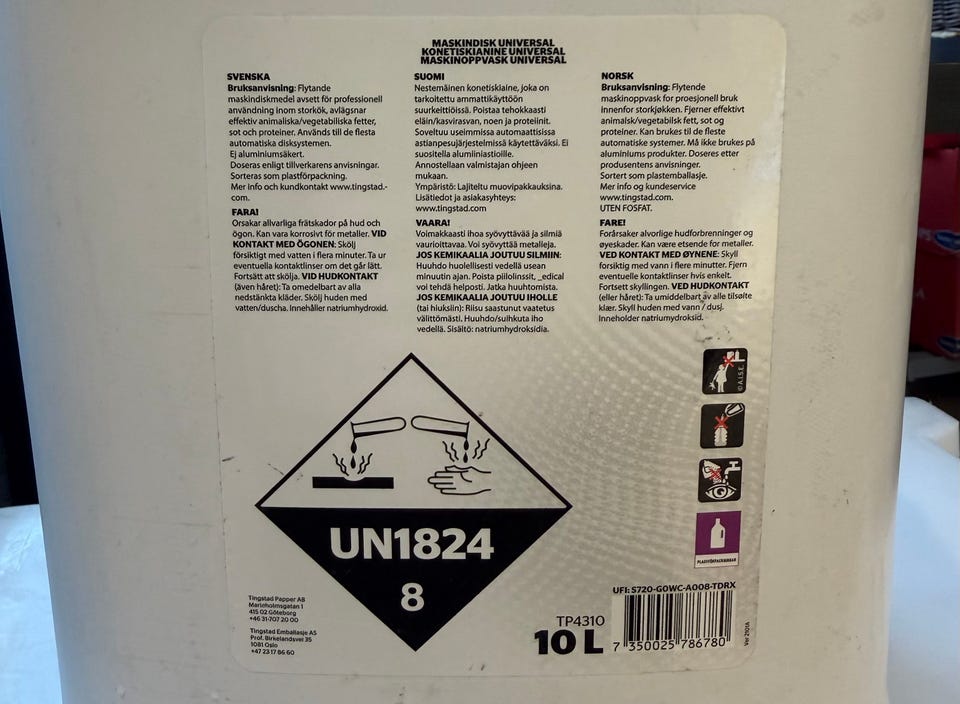 MASKINDISK UNIVERSAL
KONETISKIANINE UNIVERSAL
MASKINOPPVASK UNIVERSAL
SVENSKA
Bruksanvisning: Flytande
maskindiskmedel avsett för professionell
användning inom storkök, avlägsnar
effektiv animaliska/vegetabiliska fetter,
sot och proteiner. Används till de flesta
automatiska disksystemen.
Ej aluminiumsäkert.
Doseras enligt tillverkarens anvisningar.
Sorteras som plastförpackning.
Mer info och kundkontakt www.tingstad.-
com.
FARA!
Orsakar allvarliga frätskador på hud och
ögon. Kan vara korrosivt för metaller. VID
KONTAKT MED ÖGONEN: Skölj
försiktigt med vatten i flera minuter. Ta ur
eventuella kontaktlinser om det går lätt.
Fortsätt att skölja. VID HUDKONTAKT
(även håret): Ta omedelbart av alla
nedstänkta kläder. Skölj huden med
vatten/duscha. Innehåller natriumhydroxid.
SUOMI
Nestemäinen konetiskiaine, joka on
tarkoitettu ammattikäyttöön
suurkeittiöissä. Poistaa tehokkaasti
eläin/kasvirasvan, noen ja proteiinit.
Soveltuu useimmissa automaattisissa
astianpesujärjestelmissä käytettäväksi. Ei
suositella alumiiniastioille.
Annostellaan valmistajan ohjeen
mukaan.
Ympäristö: Lajiteltu muovipakkauksina.
Lisätiedot ja asiakasyhteys:
www.tingstad.com
VAARA!
Voimakkaasti ihoa syövyttävää ja silmiä
vaurioittavaa. Voi syövyttää metalleja.
JOS KEMIKAALIA JOUTUU SILMIIN:
Huuhdo huolellisesti vedellä usean
minuutin ajan. Poista piilolinssit, _edical
voi tehdä helposti. Jatka huuhtomista.
JOS KEMIKAALIA JOUTUU IHOLLE
(tai hiuksiin): Riisu saastunut vaatetus
välittömästi. Huuhdo/suihkuta iho
vedellä. Sisältö: natriumhydroksidia.
NORSK
Bruksanvisning: Flytende
maskinoppvask for proesjonell bruk
innenfor storkjøkken. Fjerner effektivt
animalsk/vegetabilsk fett, sot og
proteiner. Kan brukes til de fleste
automatiske systemer. Må ikke brukes på
aluminiums produkter. Doseres etter
produsentens anvisninger.
Sortert som plastemballasje.
Mer info og kundeservice
www.tingstad.com.
UTEN FOSFAT.
FARE!
Forårsaker alvorlige hudforbrenninger og
øyeskader. Kan være etsende for metaller.
VED KONTAKT MED ØYNENE: Skyll
forsiktig med vann i flere minutter. Fjern
eventuelle kontaktlinser hvis enkelt.
Fortsett skyllingen. VED HUDKONTAKT
(eller håret): Ta umiddelbart av alle tilsølte
klær. Skyll huden med vann / dusj.
Inneholder natriumhydroksid.
© A.I.S.E.
PLASTFÖRPACKNINGAR
UN1824
8
Tingstad Papper AB
Marieholmsgatan 1
415 02 Göteborg
+46 31-707 20 00
Tingstad Emballasje AS
Prof. Birkelandsvei 35
1081 Oslo
+47 23 17 86 60
UFI: S720-G0WC-A008-TDRX
TP4310
10 L
7 350025 786780
Ver 2101A